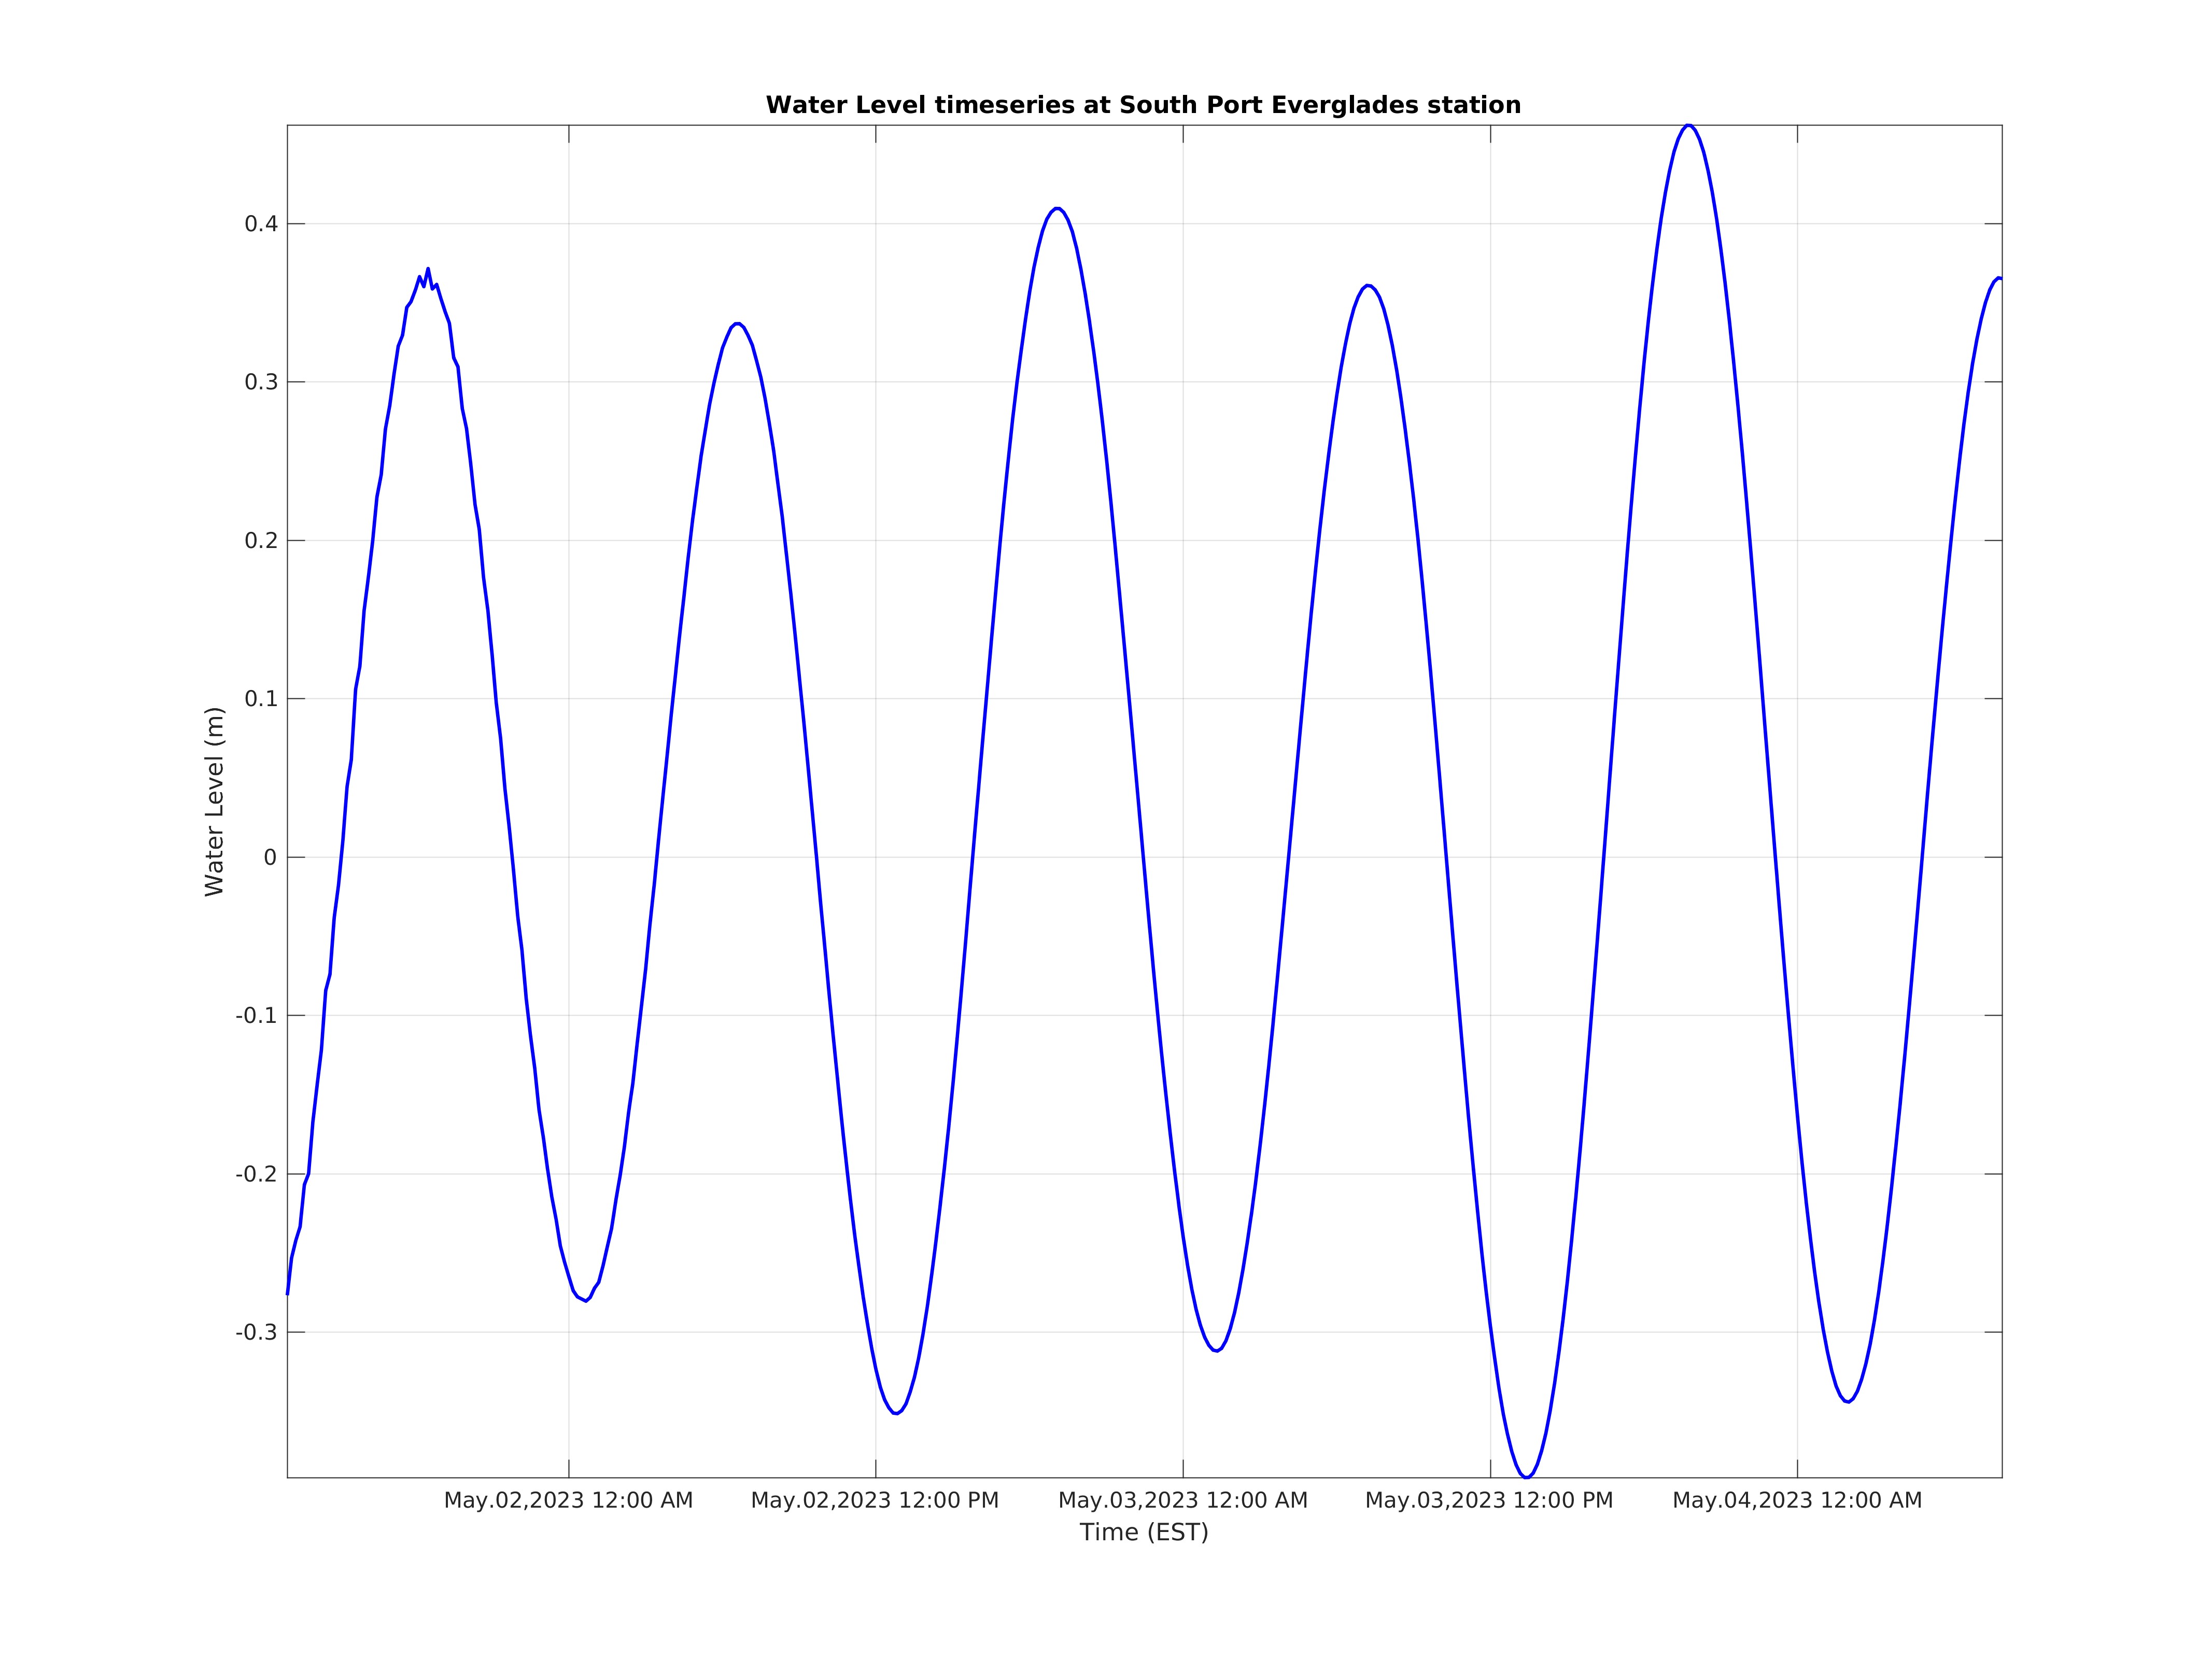 Water Level timeseries at South Port Everglades station
0.4
0.3
0.2
0.1
0
-0.1
-0.2
-0.3
Water Level (m)
May.02,2023 12:00 AM
May.02,2023 12:00 PM
May.03,2023 12:00 AM
May.03,2023 12:00 PM
May.04,2023 12:00 AM
Time (EST)